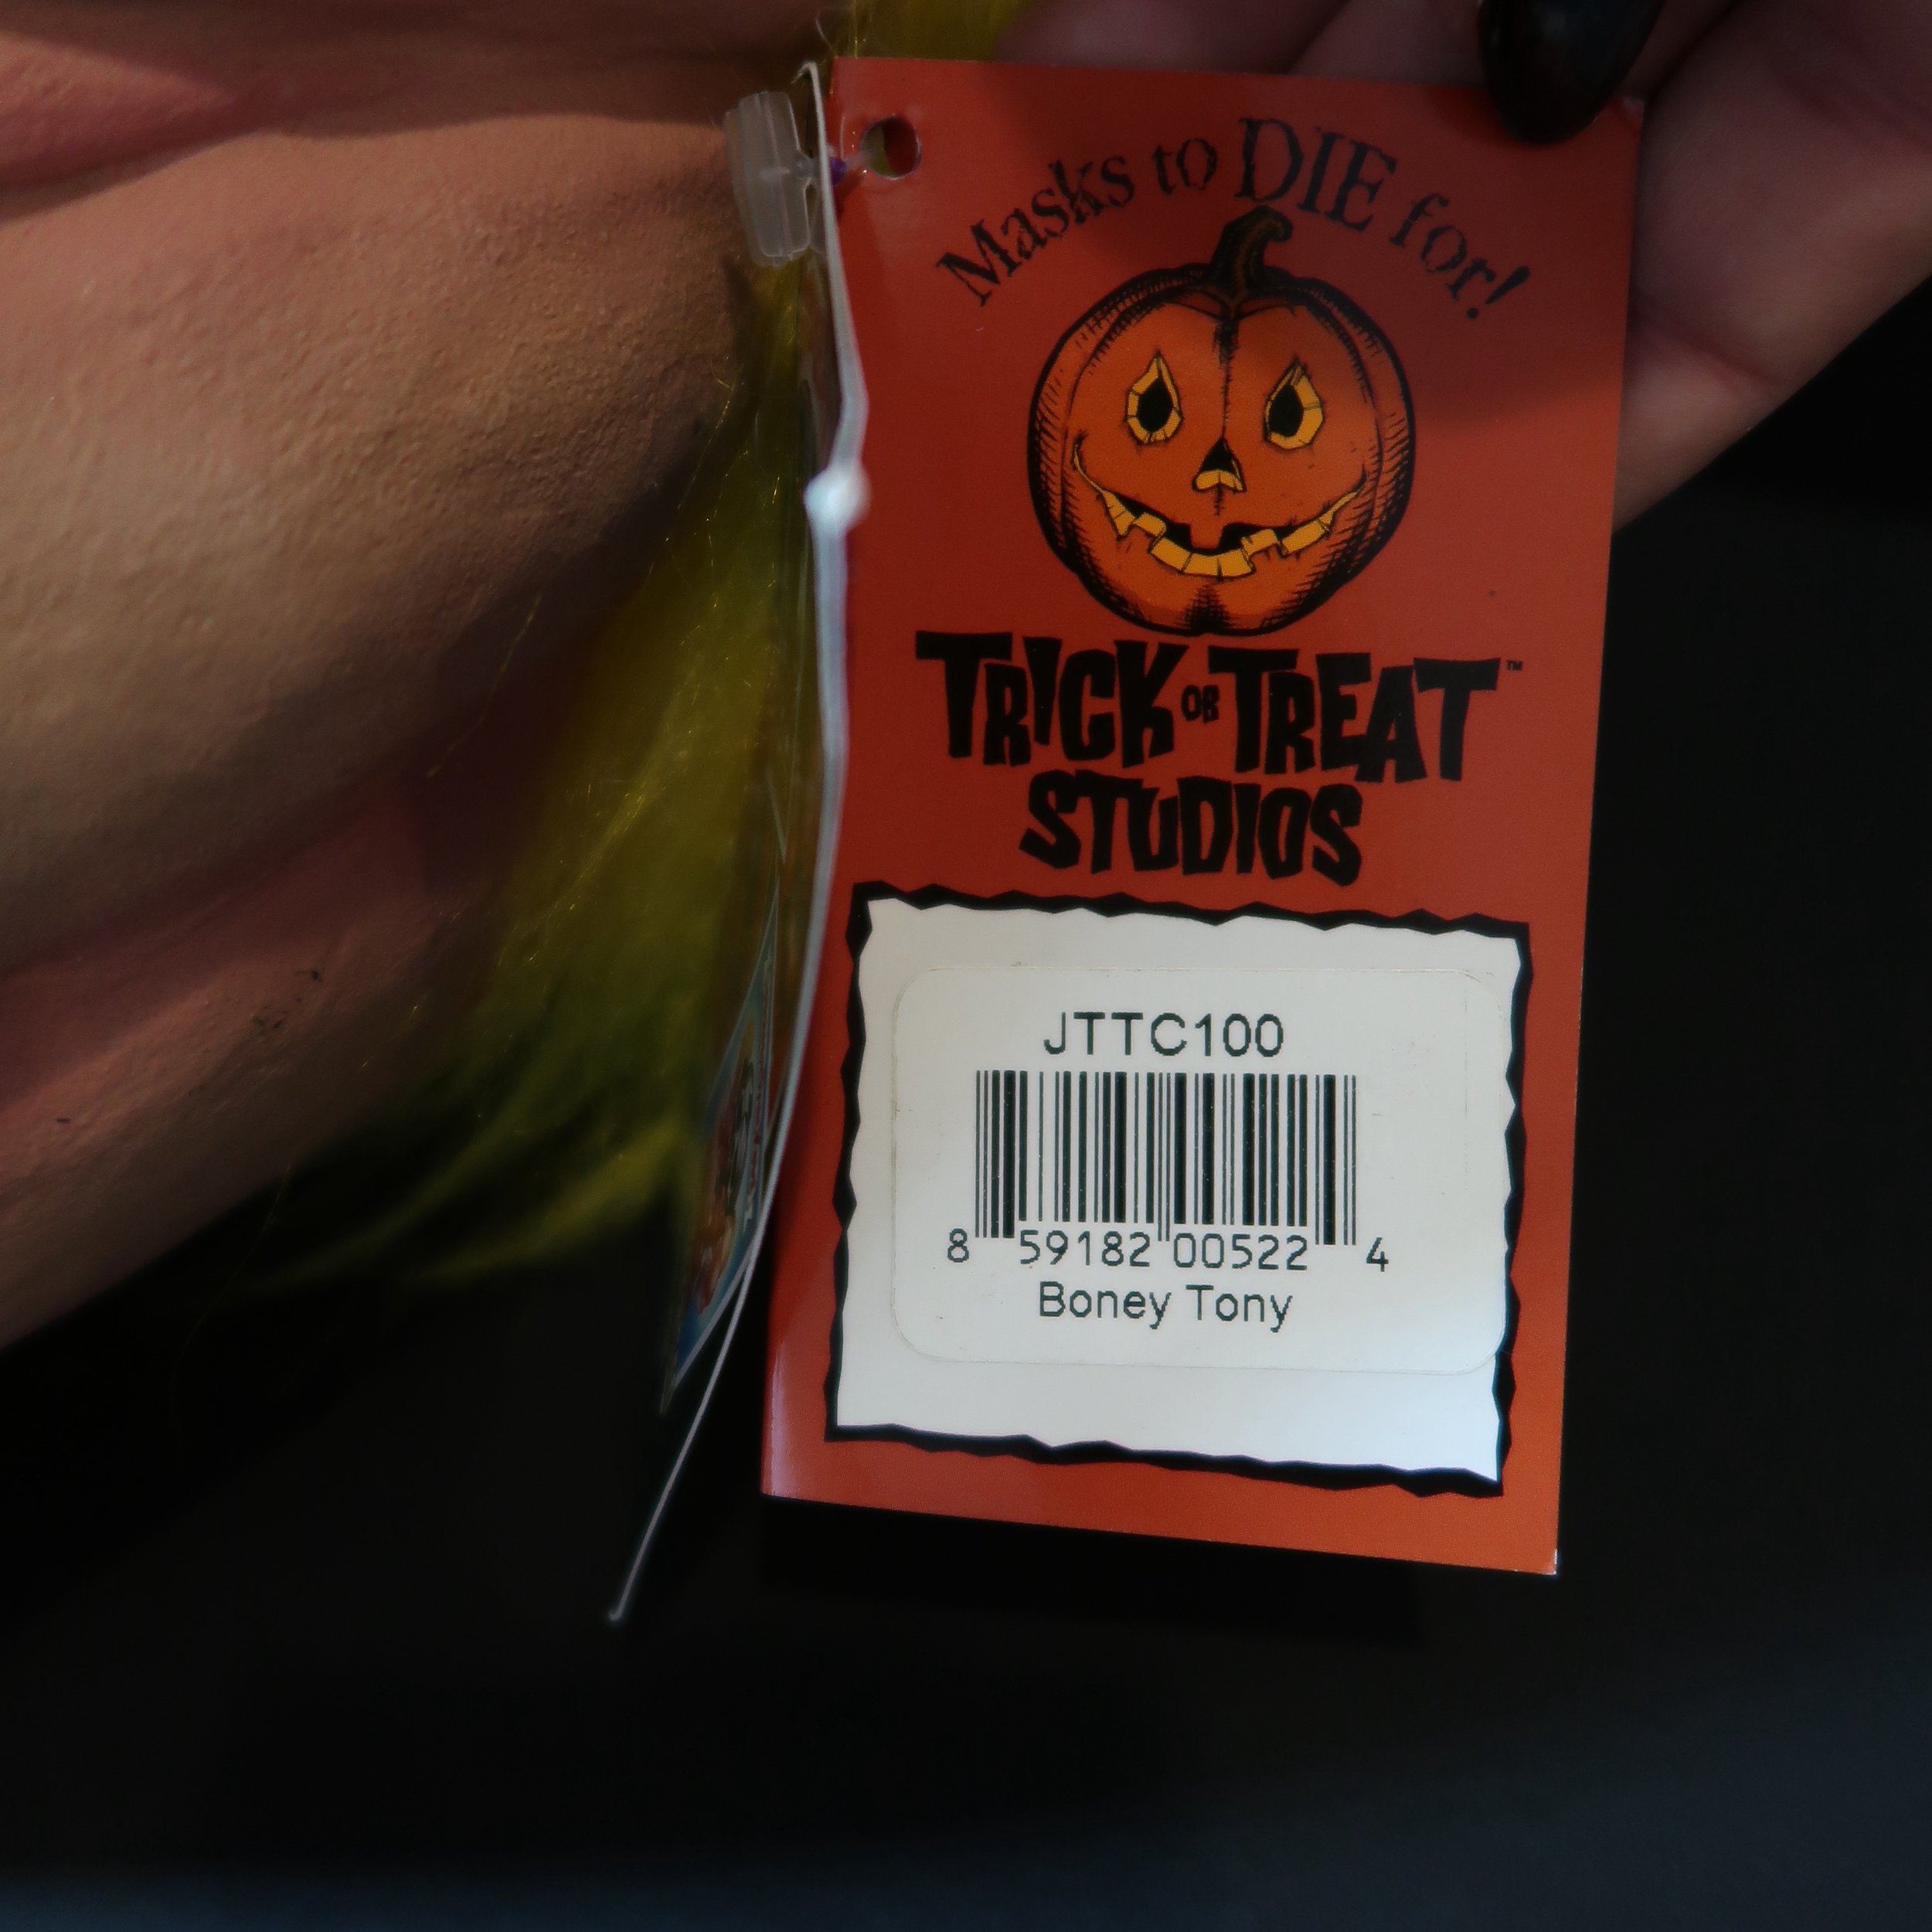 Masks to DIE for!
TRICK OR TREAT™
STUDIOS
JTTC100
8 59182 00522 4
Boney Tony